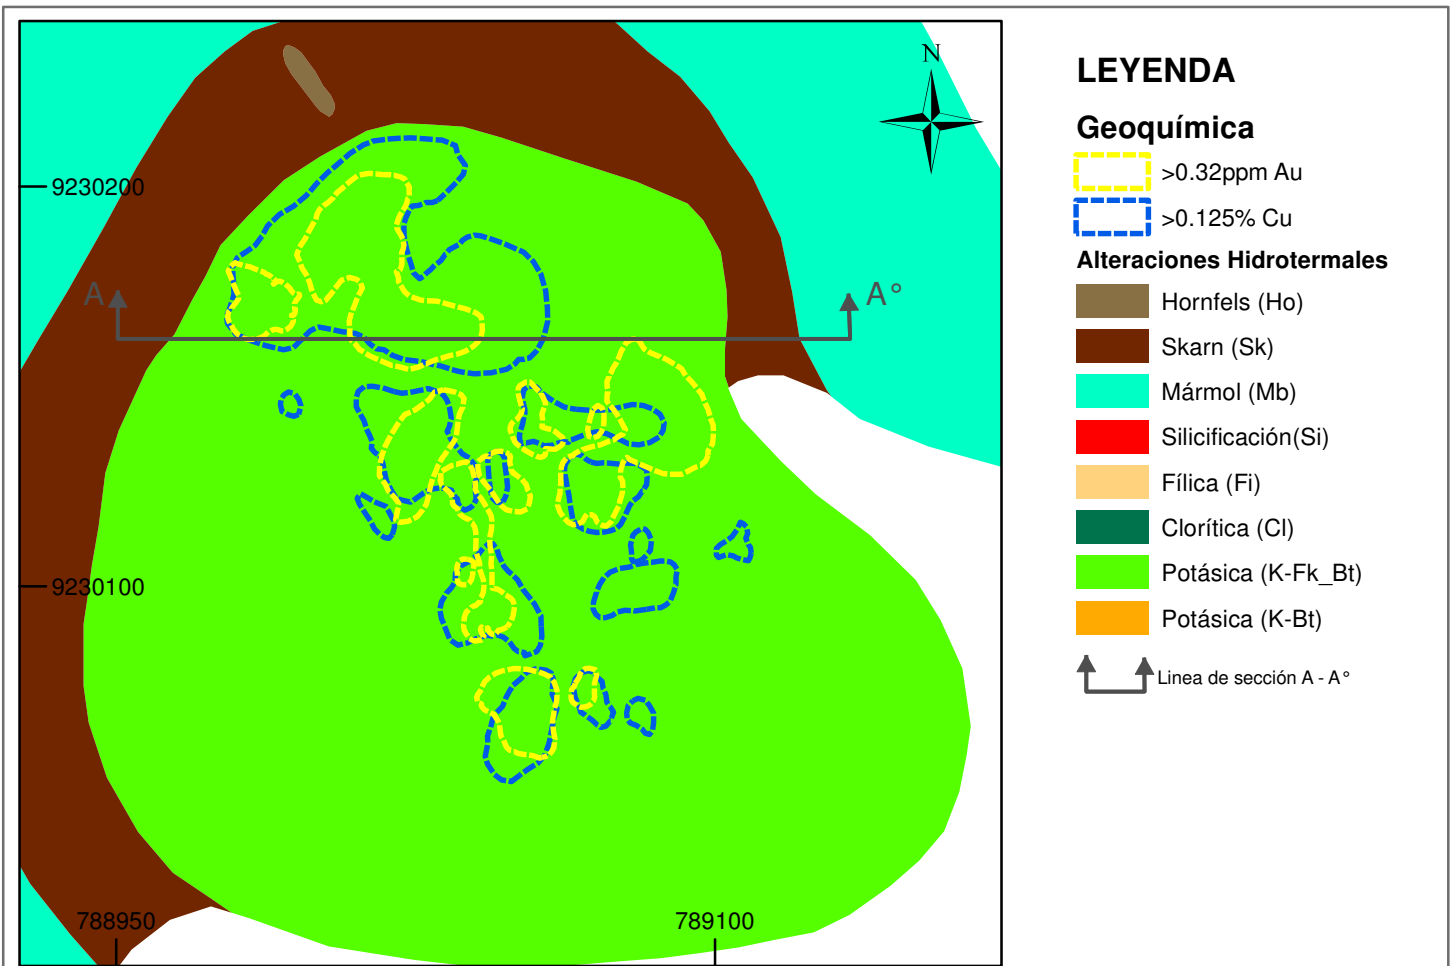 N
9230200
A
A°
9230100
788950
789100
LEYENDA
Geoquímica
>0.32ppm Au
>0.125% Cu
Alteraciones Hidrotermales
Hornfels (Ho)
Skarn (Sk)
Mármol (Mb)
Silicificación(Si)
Fílica (Fi)
Clorítica (Cl)
Potásica (K-Fk_Bt)
Potásica (K-Bt)
Linea de sección A - A°